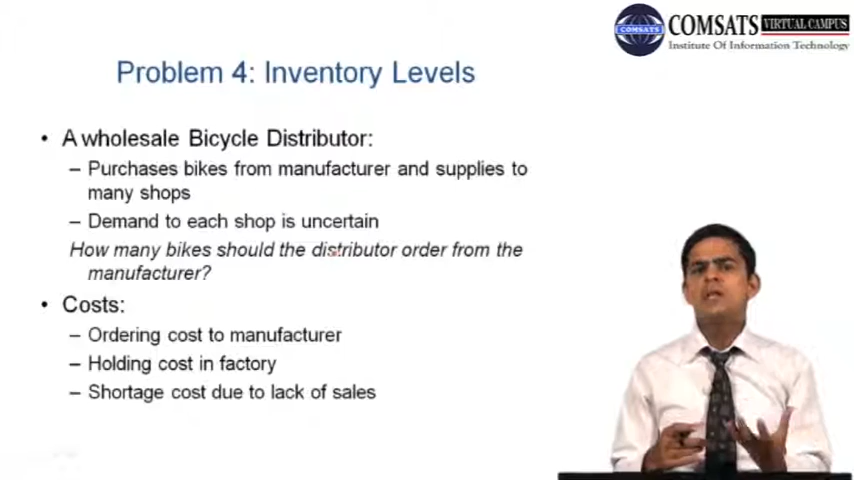 COMSATS VIRTUAL CAMPUS
COMSATS
Institute Of Information Technology
Problem 4: Inventory Levels
• A wholesale Bicycle Distributor:
– Purchases bikes from manufacturer and supplies to
many shops
– Demand to each shop is uncertain
How many bikes should the distributor order from the
manufacturer?
• Costs:
– Ordering cost to manufacturer
– Holding cost in factory
– Shortage cost due to lack of sales